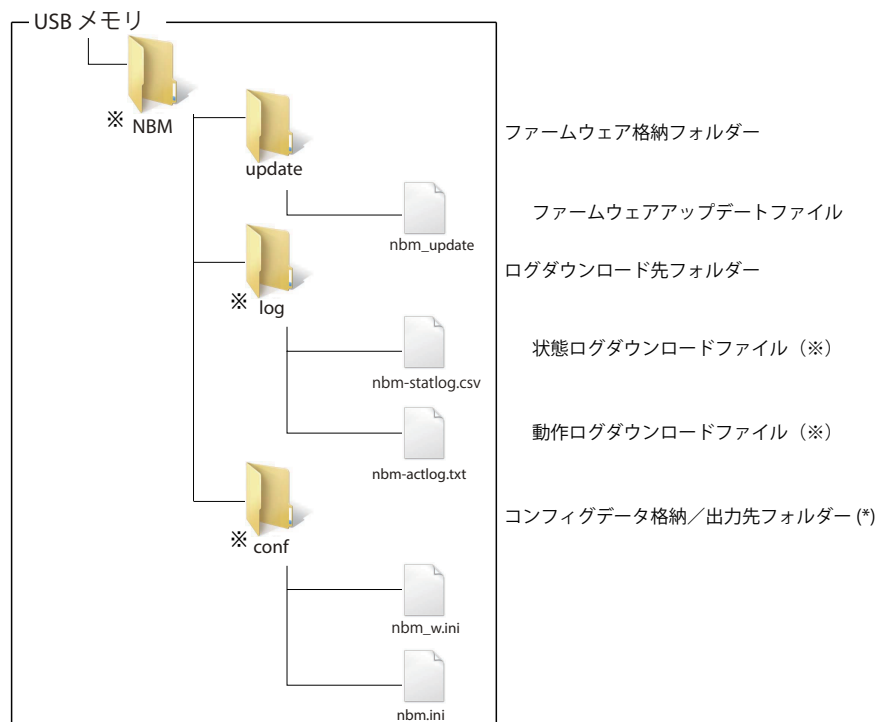 USB メモリ
※ NBM
update
ファームウェア格納フォルダー
nbm_update
ファームウェアアップデートファイル
※ log
ログダウンロード先フォルダー
nbm-statlog.csv
状態ログダウンロードファイル（※）
nbm-actlog.txt
動作ログダウンロードファイル（※）
※ conf
コンフィグデータ格納／出力先フォルダー (*)
nbm_w.ini
nbm.ini